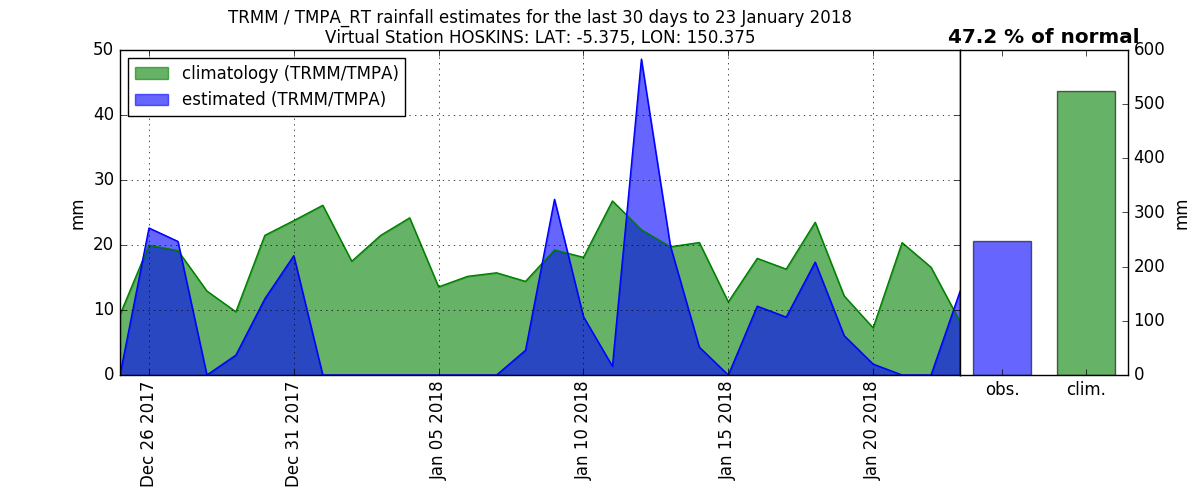 TRMM / TMPA_RT rainfall estimates for the last 30 days to 23 January 2018
Virtual Station HOSKINS: LAT: -5.375, LON: 150.375
47.2 % of normal
climatology (TRMM/TMPA)
estimated (TRMM/TMPA)
50
40
30
20
10
0
mm
Dec 26 2017
Dec 31 2017
Jan 05 2018
Jan 10 2018
Jan 15 2018
Jan 20 2018
obs.
clim.
600
500
400
300
200
100
0
mm